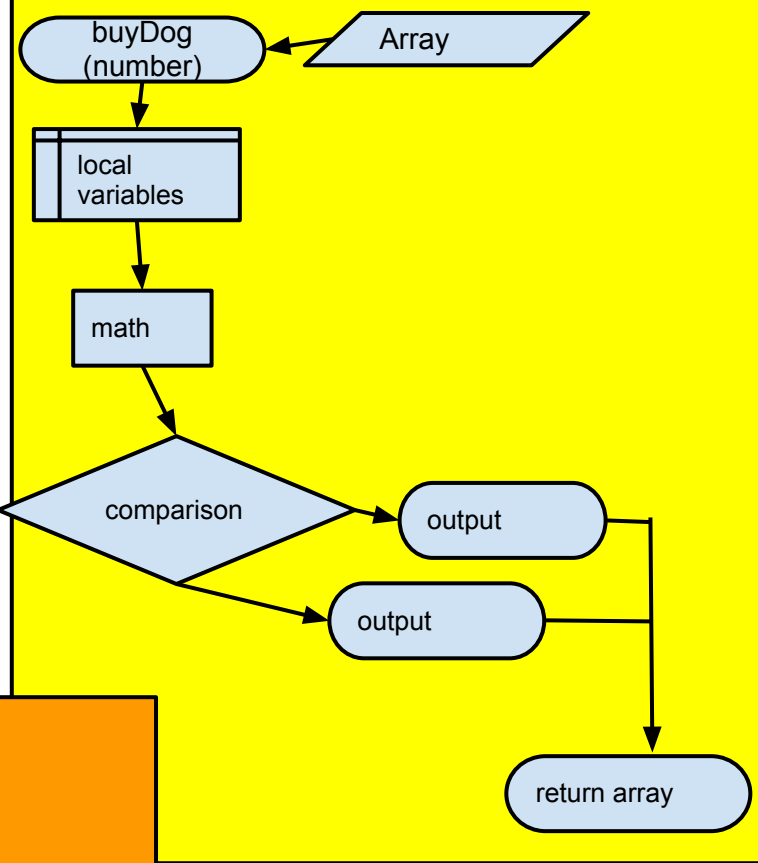 buyDog
(number)
Array
local
variables
math
comparison
output
output
return array